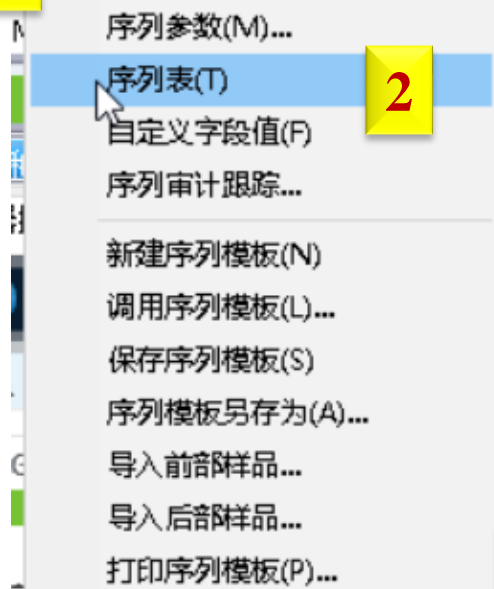 序列参数(M)...
序列表(T)
2
自定义字段值(F)
序列审计跟踪...
新建序列模板(N)
调用序列模板(L)...
保存序列模板(S)
序列模板另存为(A)...
导入前部样品...
导入后部样品...
打印序列模板(P)...